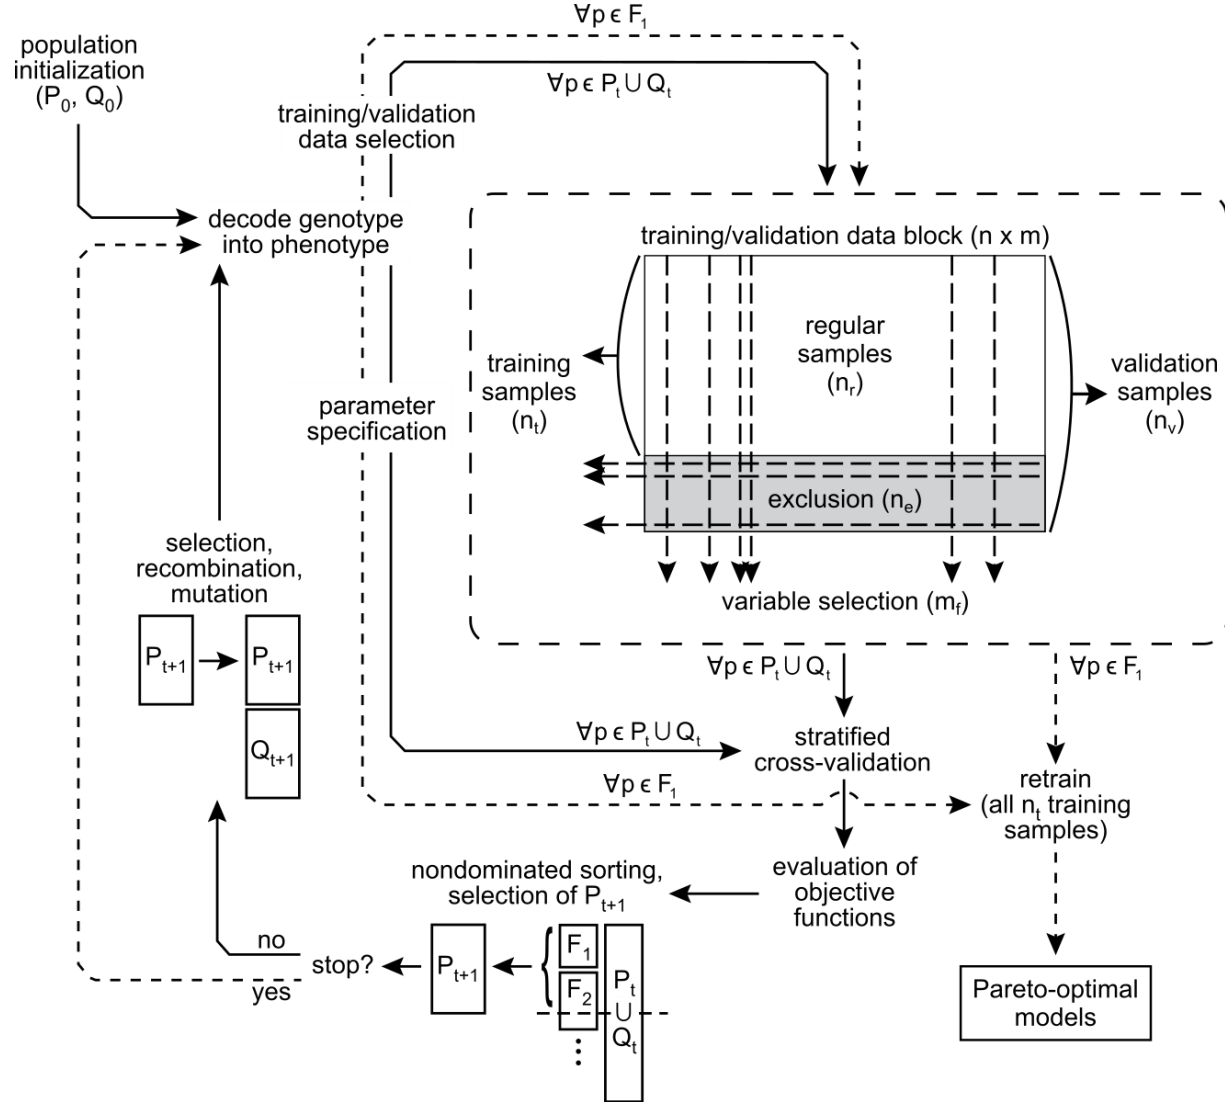 ∀p ϵ F₁
population
initialization
(P₀, Q₀)
∀p ϵ Pₜ ∪ Qₜ
training/validation
data selection
decode genotype
into phenotype
training/validation data block (n x m)
regular
samples
(nᵣ)
training
samples
(nₜ)
validation
samples
(nᵥ)
parameter
specification
exclusion (nₑ)
variable selection (m_f)
selection,
recombination,
mutation
Pₜ₊₁
Pₜ₊₁
Qₜ₊₁
∀p ϵ Pₜ ∪ Qₜ
∀p ϵ F₁
∀p ϵ Pₜ ∪ Qₜ
stratified
cross-validation
∀p ϵ F₁
retrain
(all nₜ training
samples)
nondominated sorting,
selection of Pₜ₊₁
evaluation of
objective
functions
no
stop?
yes
Pₜ₊₁
F₁
F₂
⋮
Pₜ
∪
Qₜ
Pareto-optimal
models